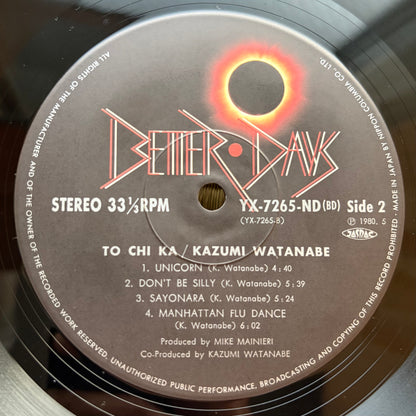 ALL RIGHTS OF THE MANUFACTURER AND OF THE OWNER OF THE RECORDED WORK RESERVED. UNAUTHORIZED PUBLIC PERFORMANCE, BROADCASTING AND COPYING OF THIS RECORD PROHIBITED • MADE IN JAPAN BY NIPPON COLUMBIA CO., LTD.
BETTER • DAYS
STEREO 33⅓RPM
YX-7265-ND(BD) Side 2
(YX-7265-8)
Ⓟ 1980. 5
JASRAC
TO CHI KA / KAZUMI WATANABE
1. UNICORN (K. Watanabe) 4:40
2. DON'T BE SILLY (K. Watanabe) 5:39
3. SAYONARA (K. Watanabe) 5:24
4. MANHATTAN FLU DANCE
(K. Watanabe) 6:02
Produced by MIKE MAINIERI
Co-Produced by KAZUMI WATANABE